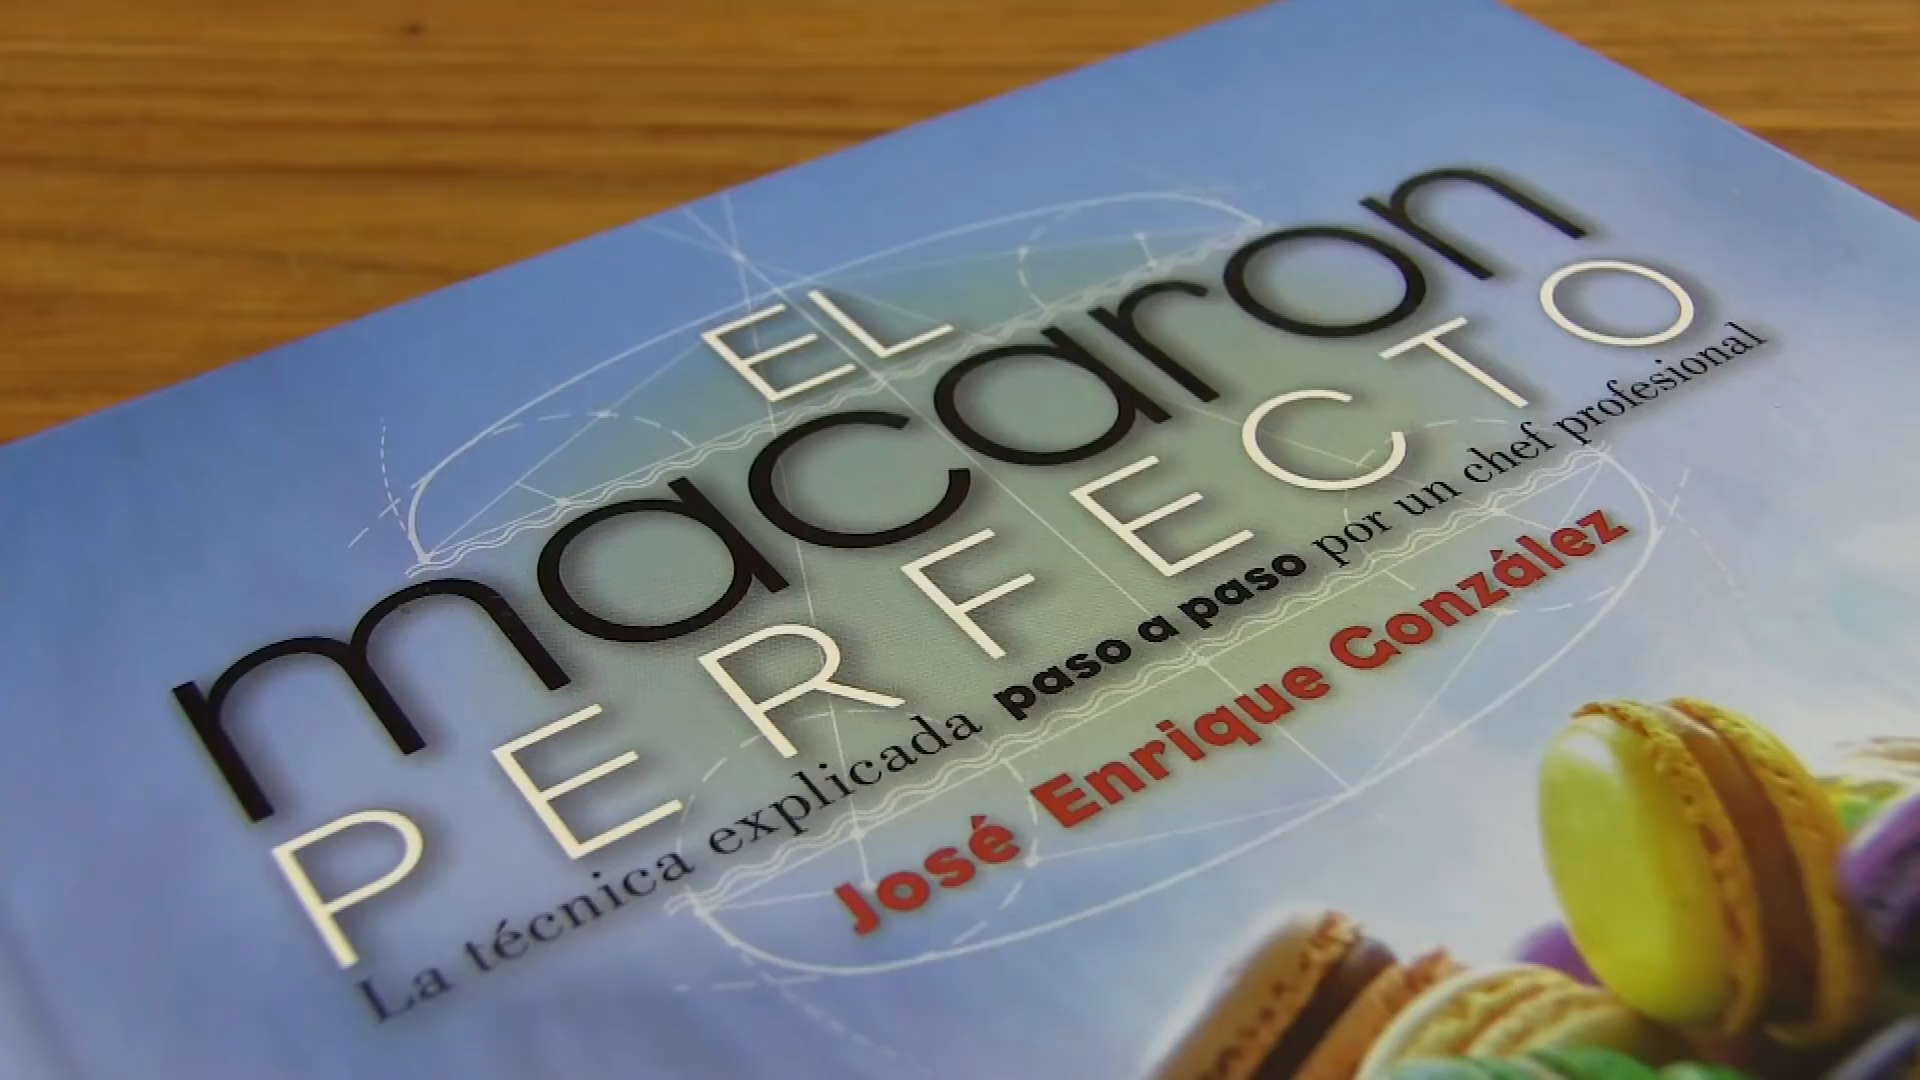 EL
macaron
PERFECTO
La técnica explicada paso a paso por un chef profesional
José Enrique González